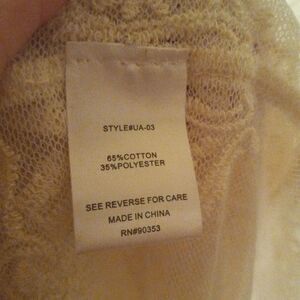 STYLE#UA-03
65%COTTON
35%POLYESTER
SEE REVERSE FOR CARE
MADE IN CHINA
RN#90353